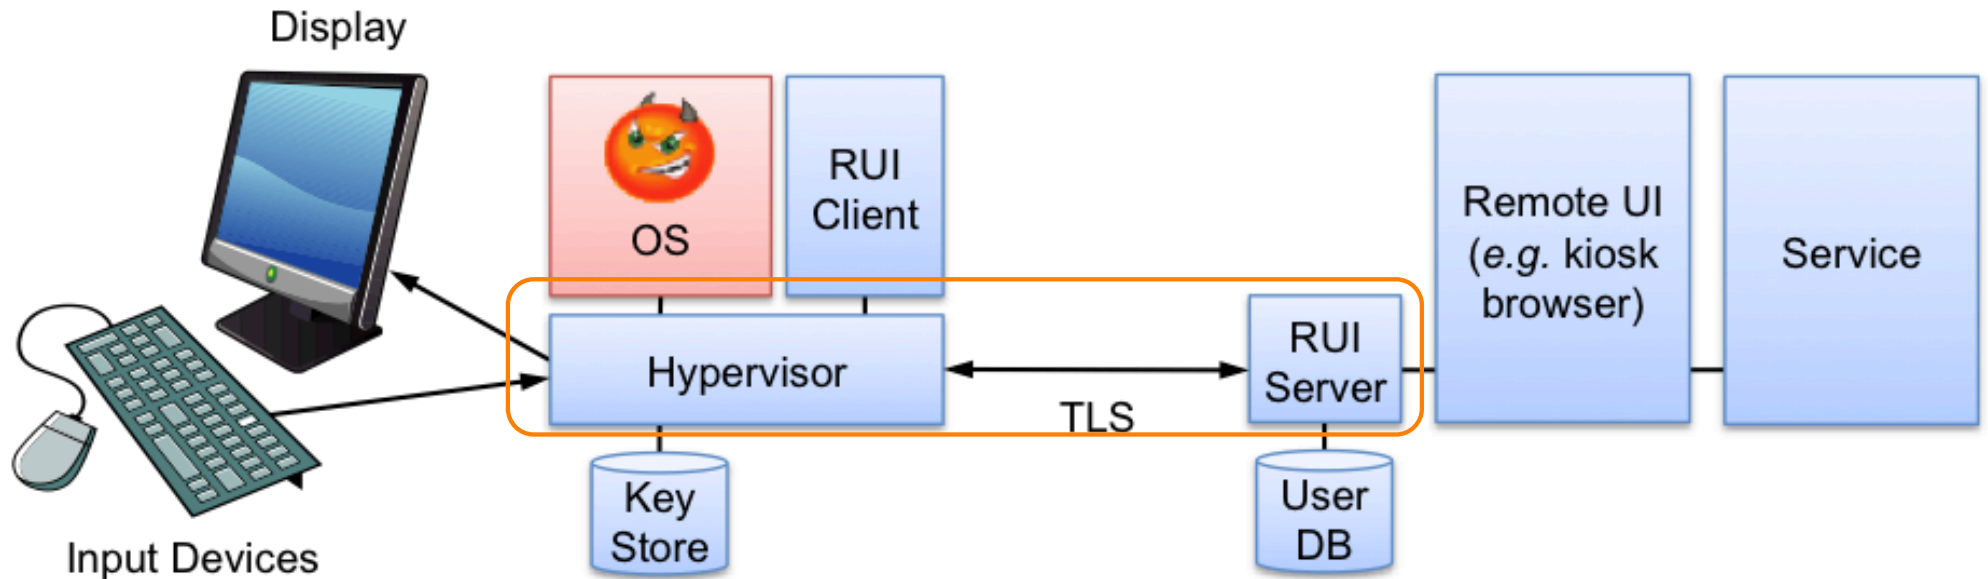 Display
OS
RUI
Client
Remote UI
(e.g. kiosk
browser)
Service
Hypervisor
TLS
RUI
Server
Key
Store
User
DB
Input Devices